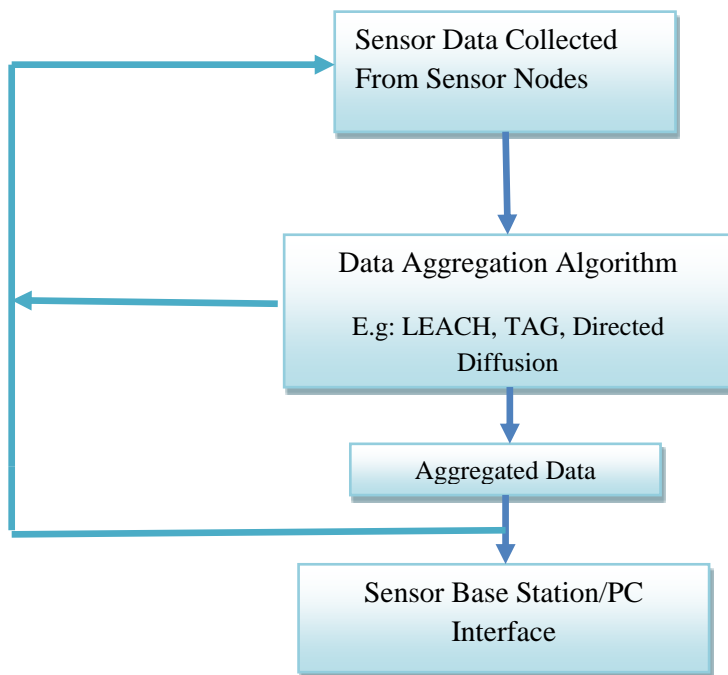 Sensor Data Collected
From Sensor Nodes
Data Aggregation Algorithm
E.g: LEACH, TAG, Directed
Diffusion
Aggregated Data
Sensor Base Station/PC
Interface